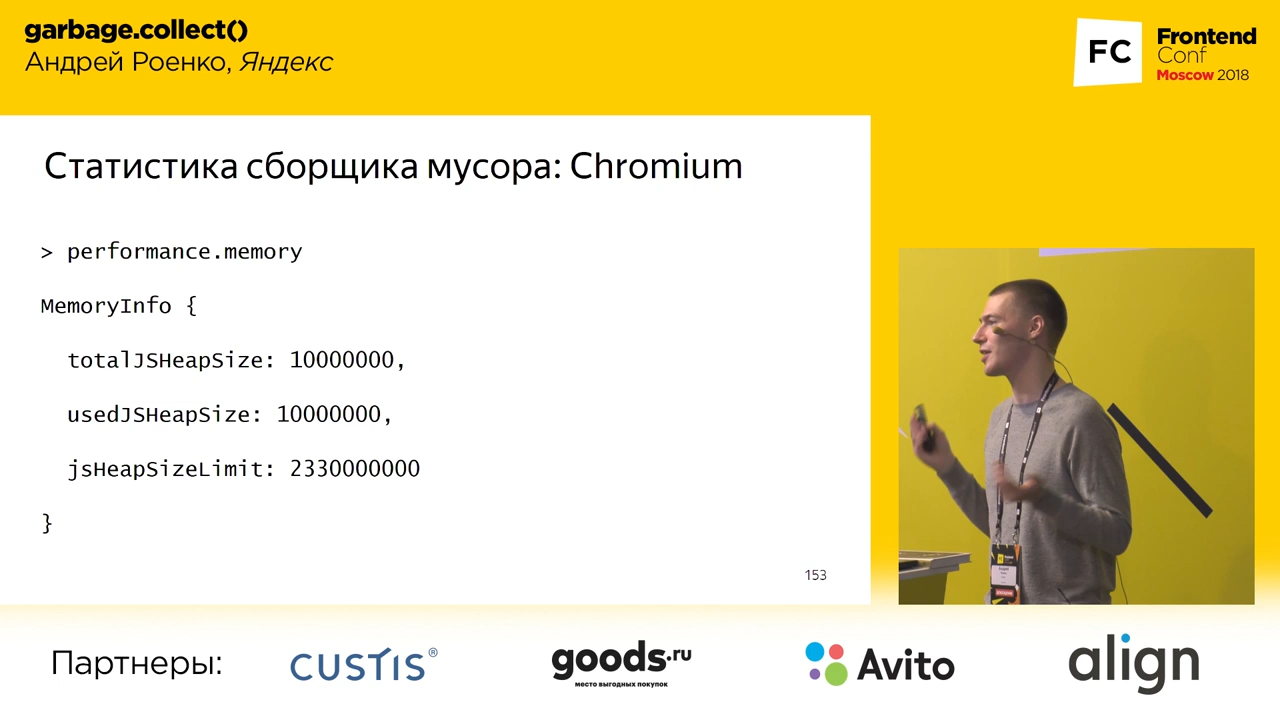 garbage.collect()
Андрей Роенко, Яндекс
FC
Frontend
Conf
Moscow 2018
Статистика сборщика мусора: Chromium
> performance.memory
MemoryInfo {
totalJSHeapSize: 10000000,
usedJSHeapSize: 10000000,
jsHeapSizeLimit: 2330000000
}
153
Партнеры:
CUSTIS®
goods.ru
место выгодных покупок
Avito
align